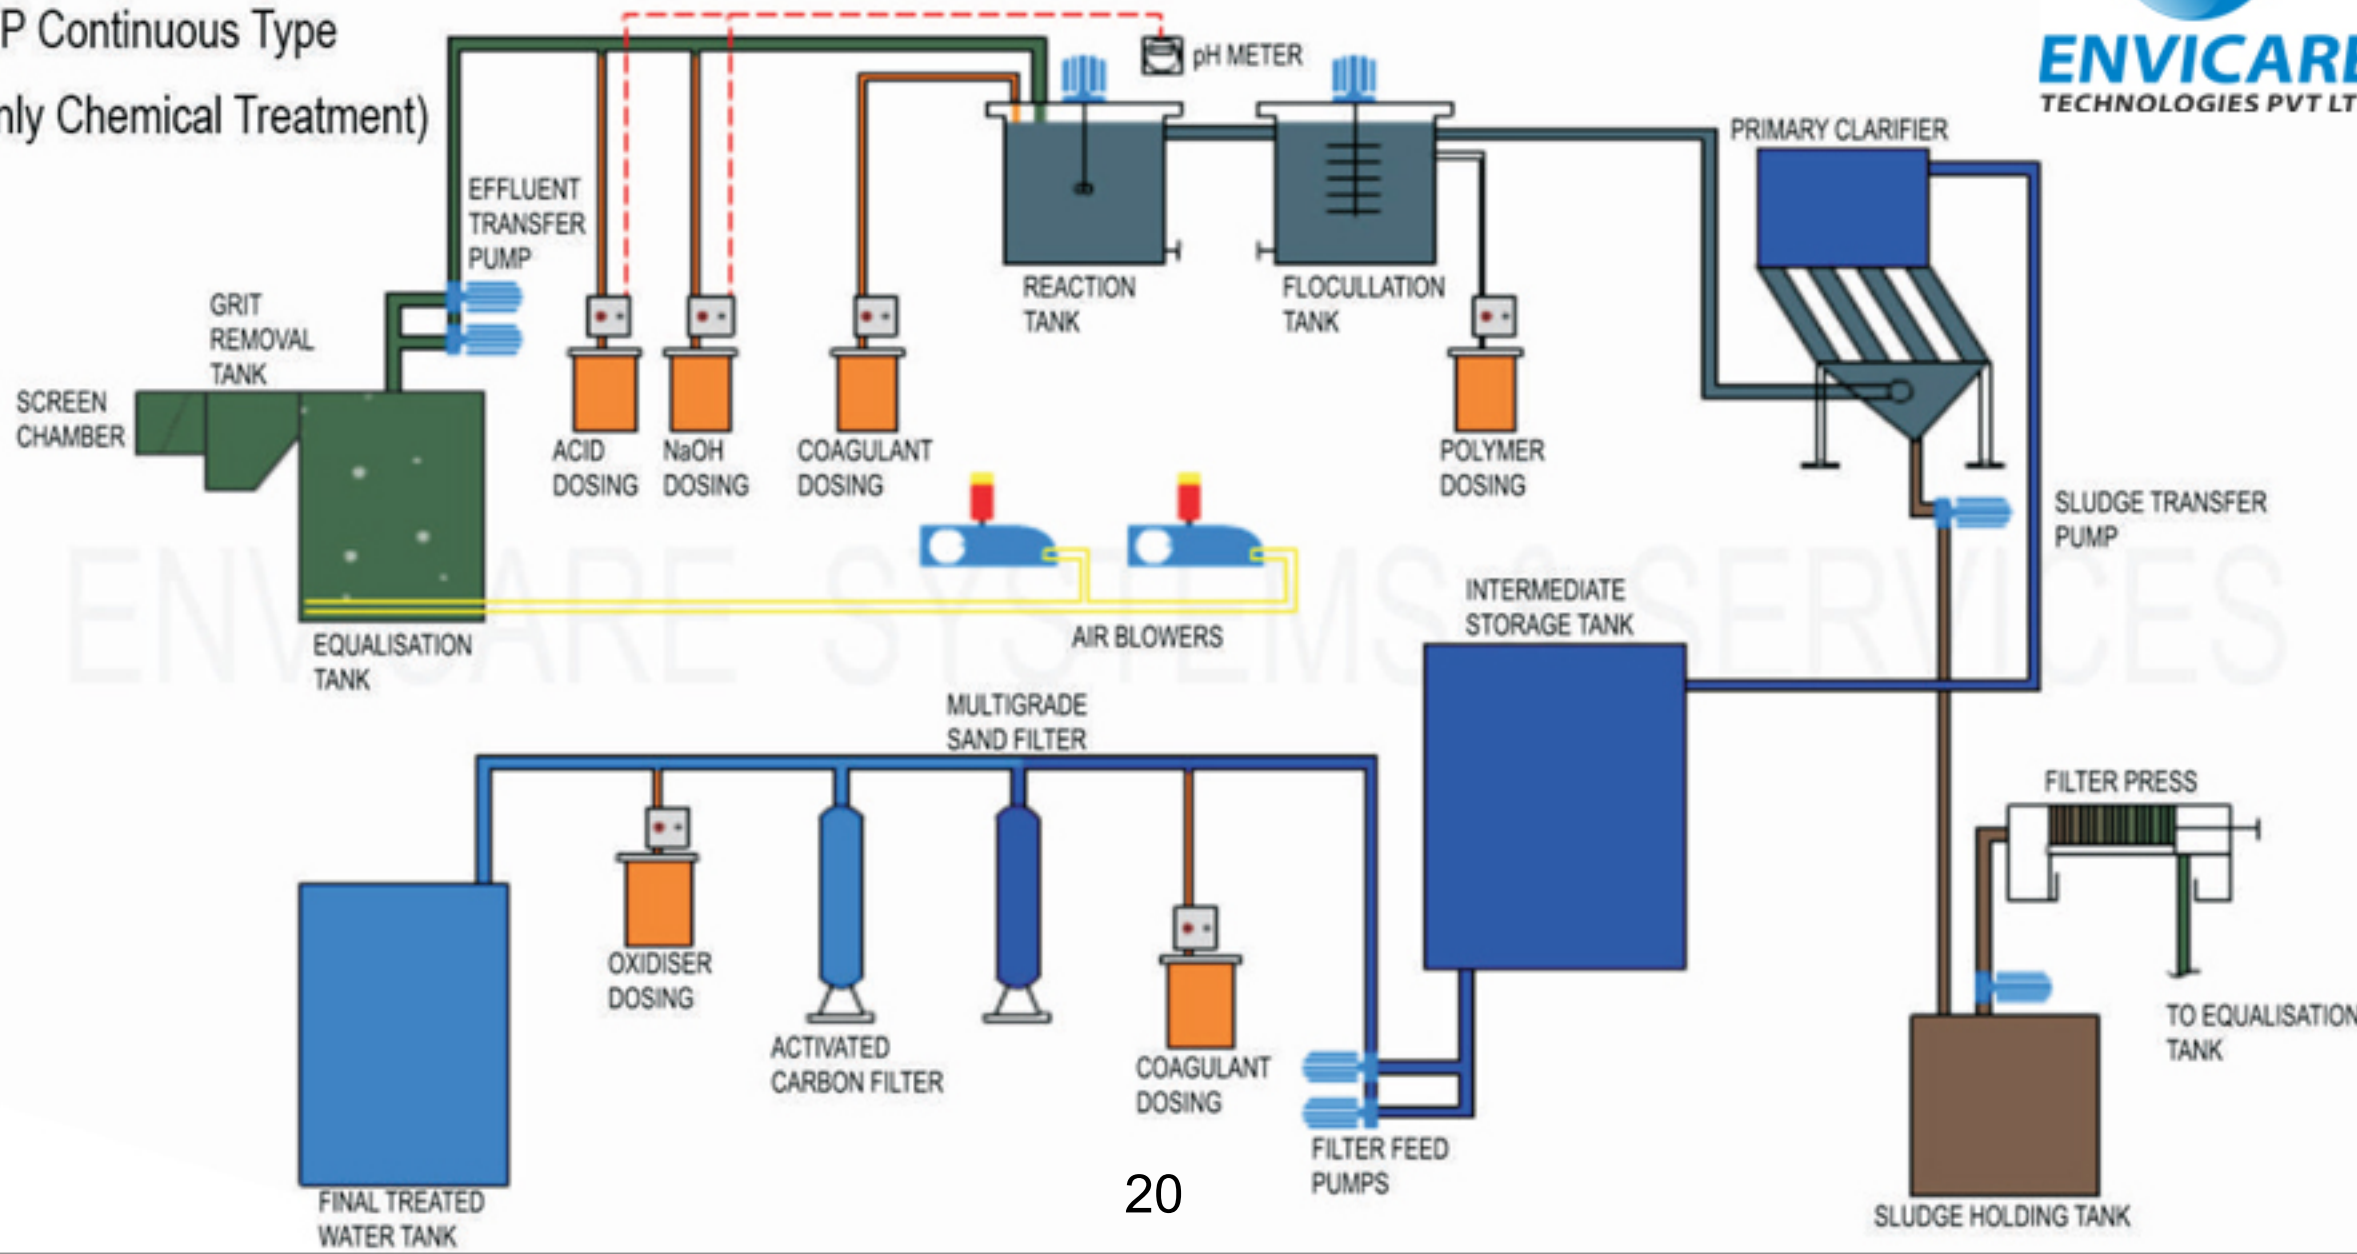 P Continuous Type
nly Chemical Treatment)
ENVICARE
TECHNOLOGIES PVT LT
pH METER
PRIMARY CLARIFIER
EFFLUENT
TRANSFER
PUMP
GRIT
REMOVAL
TANK
SCREEN
CHAMBER
REACTION
TANK
FLOCULLATION
TANK
ACID
DOSING
NaOH
DOSING
COAGULANT
DOSING
POLYMER
DOSING
SLUDGE TRANSFER
PUMP
ENVICARE SYSTEMS & SERVICES
INTERMEDIATE
STORAGE TANK
AIR BLOWERS
EQUALISATION
TANK
MULTIGRADE
SAND FILTER
FILTER PRESS
OXIDISER
DOSING
ACTIVATED
CARBON FILTER
COAGULANT
DOSING
TO EQUALISATION
TANK
FILTER FEED
PUMPS
20
FINAL TREATED
WATER TANK
SLUDGE HOLDING TANK